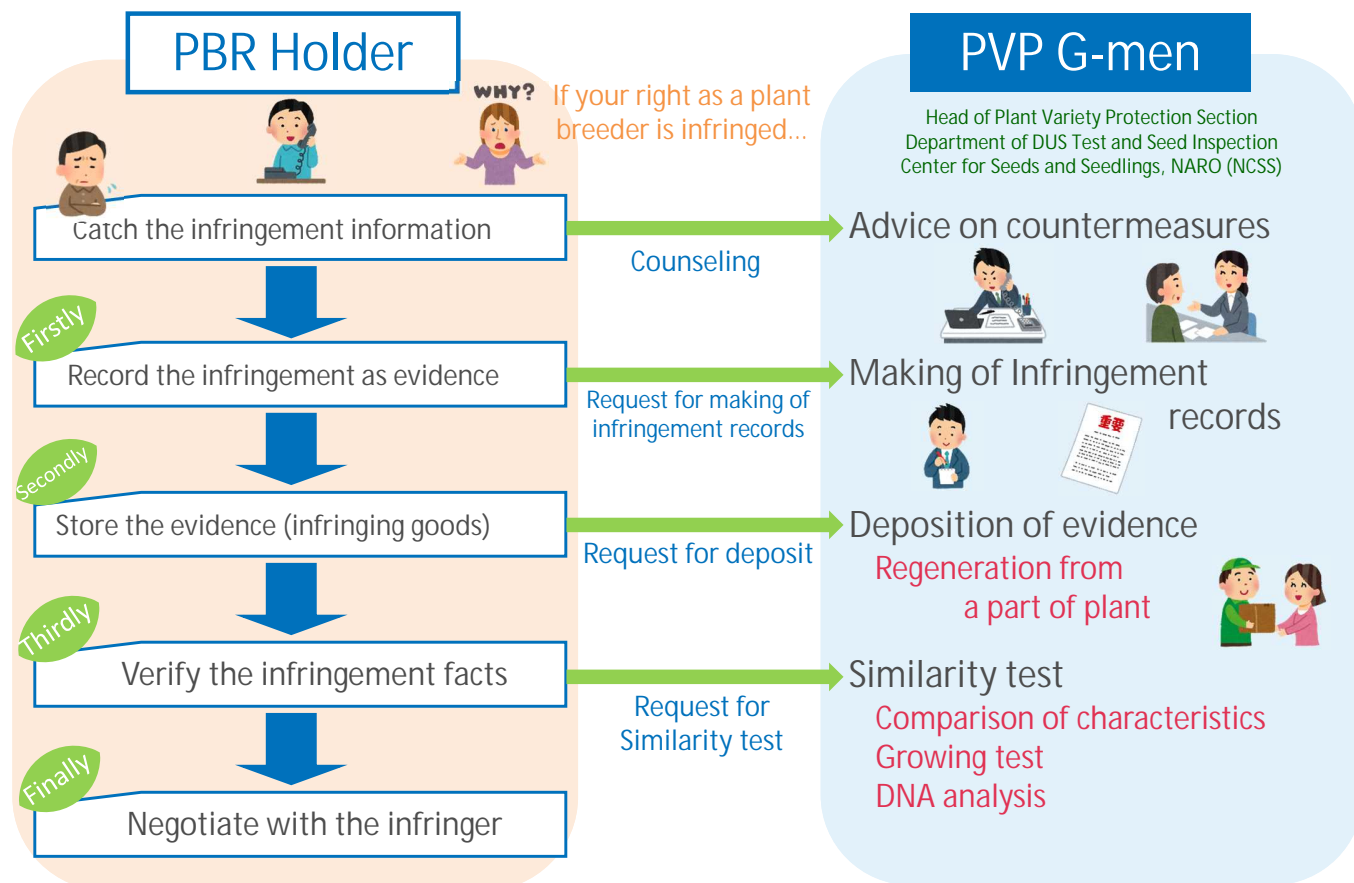 PBR Holder
WHY?
If your right as a plant
breeder is infringed...
Catch the infringement information
Firstly
Record the infringement as evidence
Secondly
Store the evidence (infringing goods)
Thirdly
Verify the infringement facts
Finally
Negotiate with the infringer
Counseling
Request for making of
infringement records
Request for deposit
Request for
Similarity test
PVP G-men
Head of Plant Variety Protection Section
Department of DUS Test and Seed Inspection
Center for Seeds and Seedlings, NARO (NCSS)
Advice on countermeasures
Making of Infringement
records
重要
Deposition of evidence
Regeneration from
a part of plant
Similarity test
Comparison of characteristics
Growing test
DNA analysis